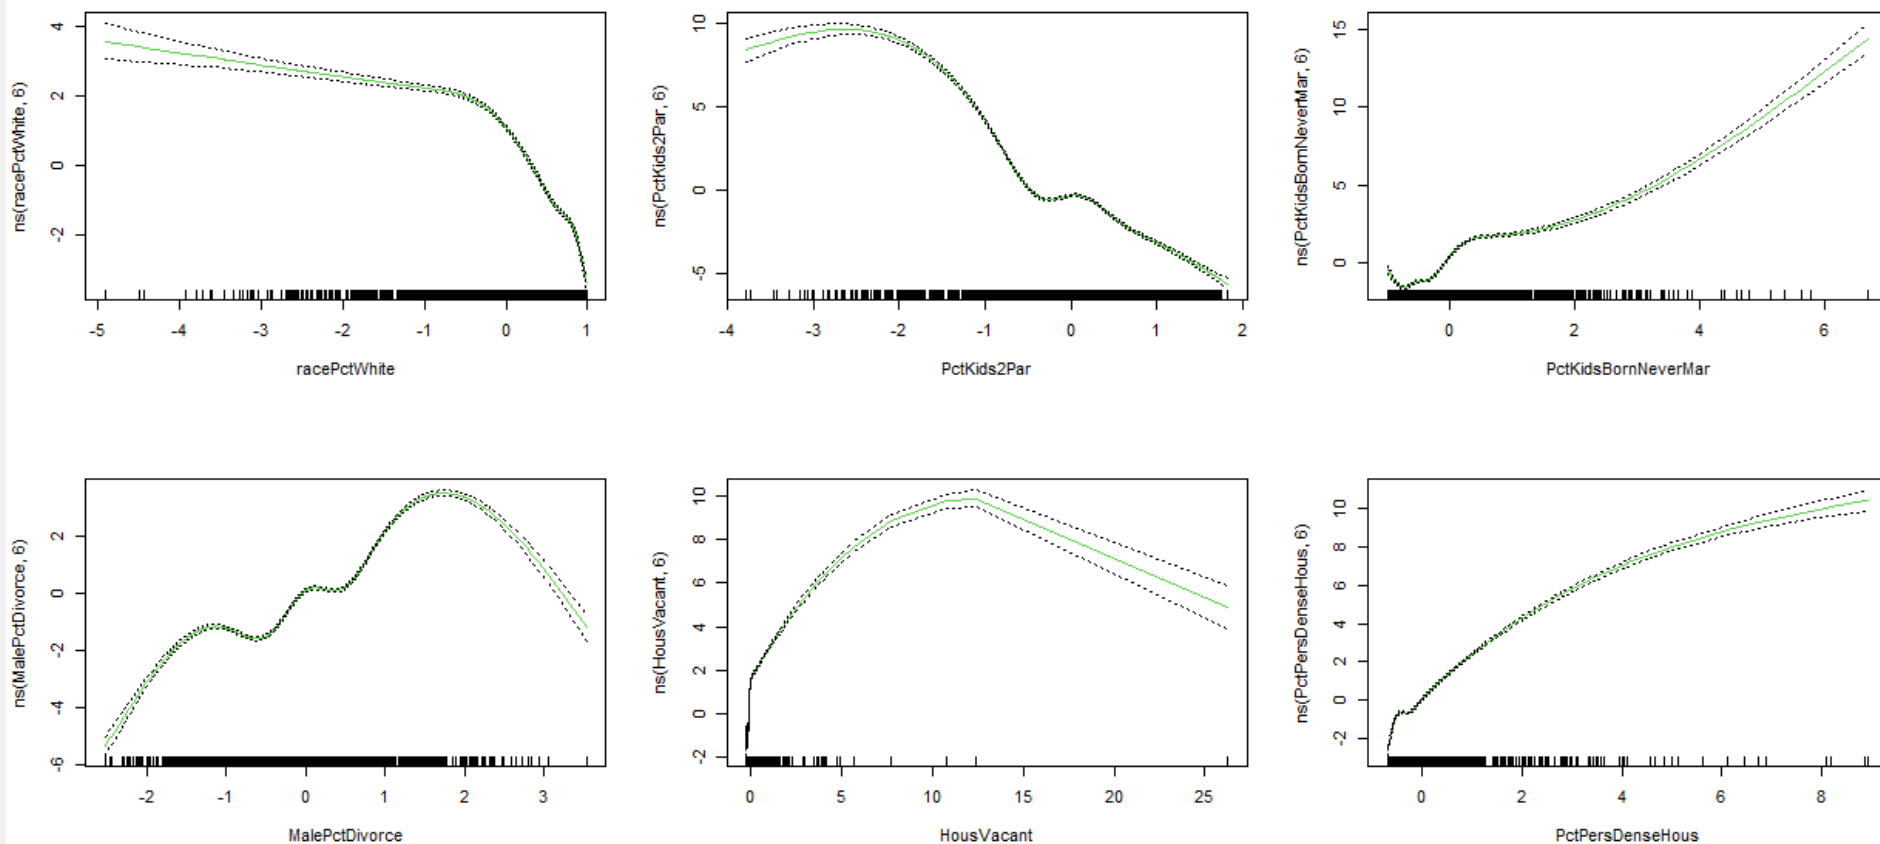 ns(racePctWhite, 6)
4
2
0
-2
-5 -4 -3 -2 -1 0 1
racePctWhite
ns(PctKids2Par, 6)
10
5
0
-5
-4 -3 -2 -1 0 1 2
PctKids2Par
ns(PctKidsBornNeverMar, 6)
15
10
5
0
0 2 4 6
PctKidsBornNeverMar
ns(MalePctDivorce, 6)
2
0
-2
-4
-6
-2 -1 0 1 2 3
MalePctDivorce
ns(HousVacant, 6)
10
8
6
4
2
0
-2
0 5 10 15 20 25
HousVacant
ns(PctPersDenseHous, 6)
10
8
6
4
2
0
-2
0 2 4 6 8
PctPersDenseHous